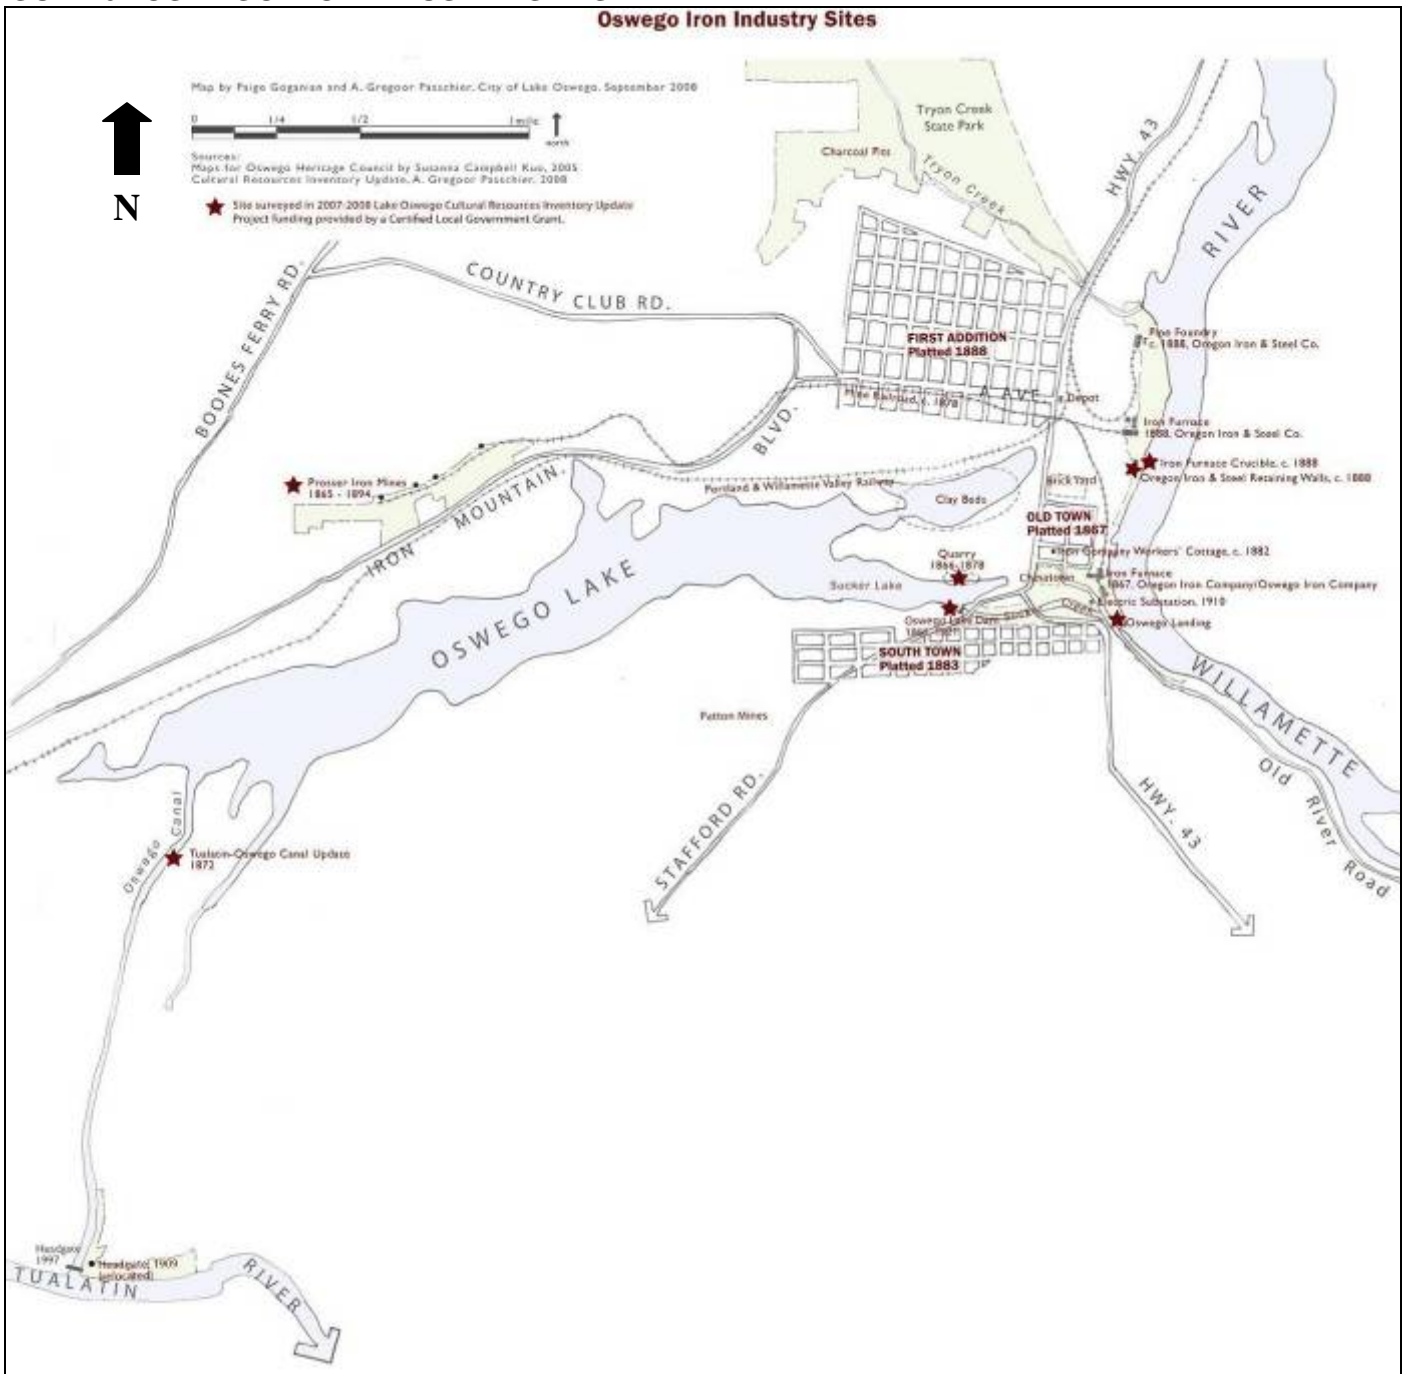 Oswego Iron Industry Sites
Map by Paige Goganian and A. Gregoor Passchier. City of Lake Oswego. September 2008
0 1/4 1/2 1 mile
north
N
Sources:
Maps for Oswego Heritage Council by Susanna Campbell Kuo, 2005
Cultural Resources Inventory Update, A. Gregoor Passchier. 2008
Site surveyed in 2007-2008 Lake Oswego Cultural Resources Inventory Update
Project funding provided by a Certified Local Government Grant.
Tryon Creek
State Park
Charcoal Pits
Tryon Creek
HWY. 43
RIVER
BOONES FERRY RD.
COUNTRY CLUB RD.
FIRST ADDITION
Platted 1888
Pipe Foundry
c. 1888, Oregon Iron & Steel Co.
A AVE
Mine Railroad, c. 1878
Depot
Iron Furnace
1888, Oregon Iron & Steel Co.
BLVD.
Iron Furnace Crucible, c. 1888
Oregon Iron & Steel Retaining Walls, c. 1888
Prosser Iron Mines
1865 - 1894
IRON MOUNTAIN
Portland & Willamette Valley Railway
Clay Beds
Brick Yard
OLD TOWN
Platted 1867
Iron Company Workers' Cottage, c. 1882
Quarry
1866-1878
Chinatown
Iron Furnace
1867, Oregon Iron Company/Oswego Iron Company
Sucker Lake
OSWEGO LAKE
Electric Substation, 1910
Oswego Lake Dam
Sucker Creek
Oswego Landing
SOUTH TOWN
Platted 1883
WILLAMETTE
Patton Mines
STAFFORD RD.
HWY. 43
Old River Road
Oswego Canal
Tualatin-Oswego Canal Update
1872
Headgate
1997
Headgate, 1909
(relocated)
TUALATIN RIVER